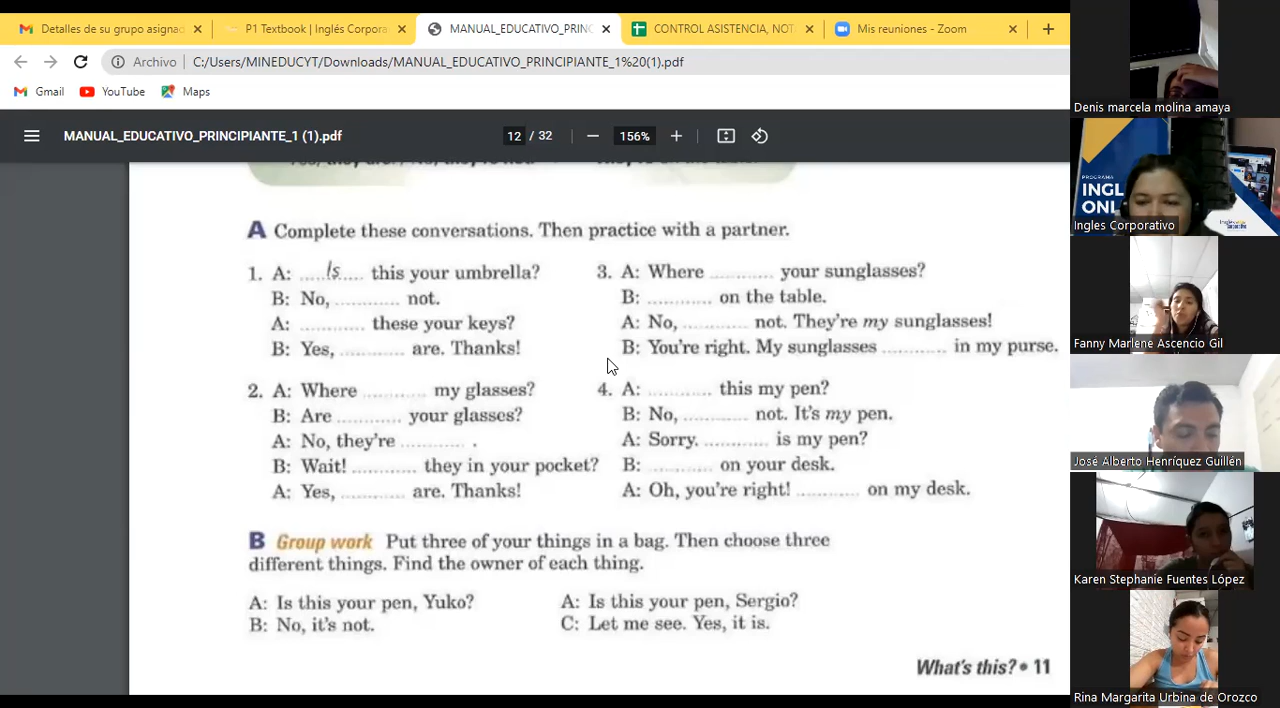 Detalles de su grupo asignad
P1 Textbook | Inglés Corpora
MANUAL_EDUCATIVO_PRINC
CONTROL ASISTENCIA, NOT
Mis reuniones - Zoom
Archivo
C:/Users/MINEDUCYT/Downloads/MANUAL_EDUCATIVO_PRINCIPIANTE_1%20(1).pdf
Gmail
YouTube
Maps
MANUAL_EDUCATIVO_PRINCIPIANTE_1 (1).pdf
12 / 32
156%
A Complete these conversations. Then practice with a partner.
1. A: .....Is..... this your umbrella?
B: No, ............ not.
A: ............ these your keys?
B: Yes, ............ are. Thanks!
2. A: Where ............ my glasses?
B: Are ............ your glasses?
A: No, they're ............ .
B: Wait! ............ they in your pocket?
A: Yes, ............ are. Thanks!
3. A: Where ............ your sunglasses?
B: ............ on the table.
A: No, ............ not. They're my sunglasses!
B: You're right. My sunglasses ............ in my purse.
4. A: ............ this my pen?
B: No, ............ not. It's my pen.
A: Sorry. ............ is my pen?
B: ............ on your desk.
A: Oh, you're right! ............ on my desk.
B Group work Put three of your things in a bag. Then choose three
different things. Find the owner of each thing.
A: Is this your pen, Yuko?
B: No, it's not.
A: Is this your pen, Sergio?
C: Let me see. Yes, it is.
What's this? • 11
Denis marcela molina amaya
PROGRAMA
INGL
ONL
Ingles Corporativo
Fanny Marlene Ascencio Gil
José Alberto Henríquez Guillén
Karen Stephanie Fuentes López
Rina Margarita Urbina de Orozco